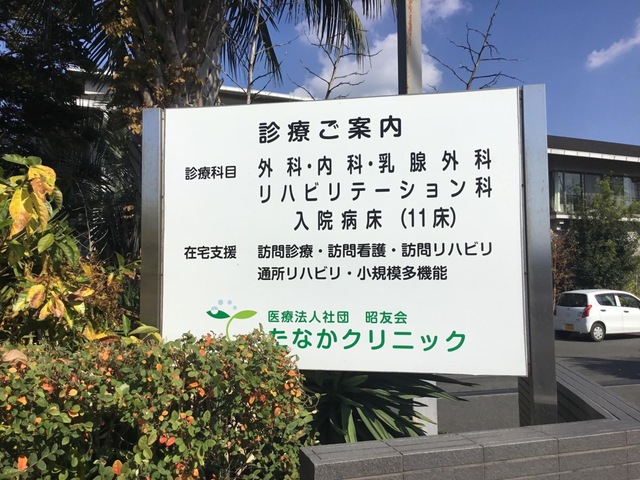 診療ご案内
診療科目 外科・内科・乳腺外科
リハビリテーション科
入院病床(11床)
在宅支援 訪問診療・訪問看護・訪問リハビリ
通所リハビリ・小規模多機能
医療法人社団 昭友会
たなかクリニック